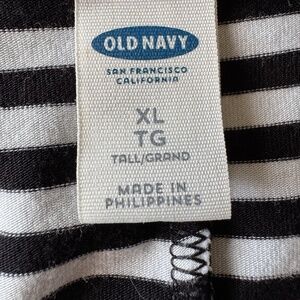 OLD NAVY
SAN FRANCISCO
CALIFORNIA
XL
TG
TALL/GRAND
MADE IN
PHILIPPINES